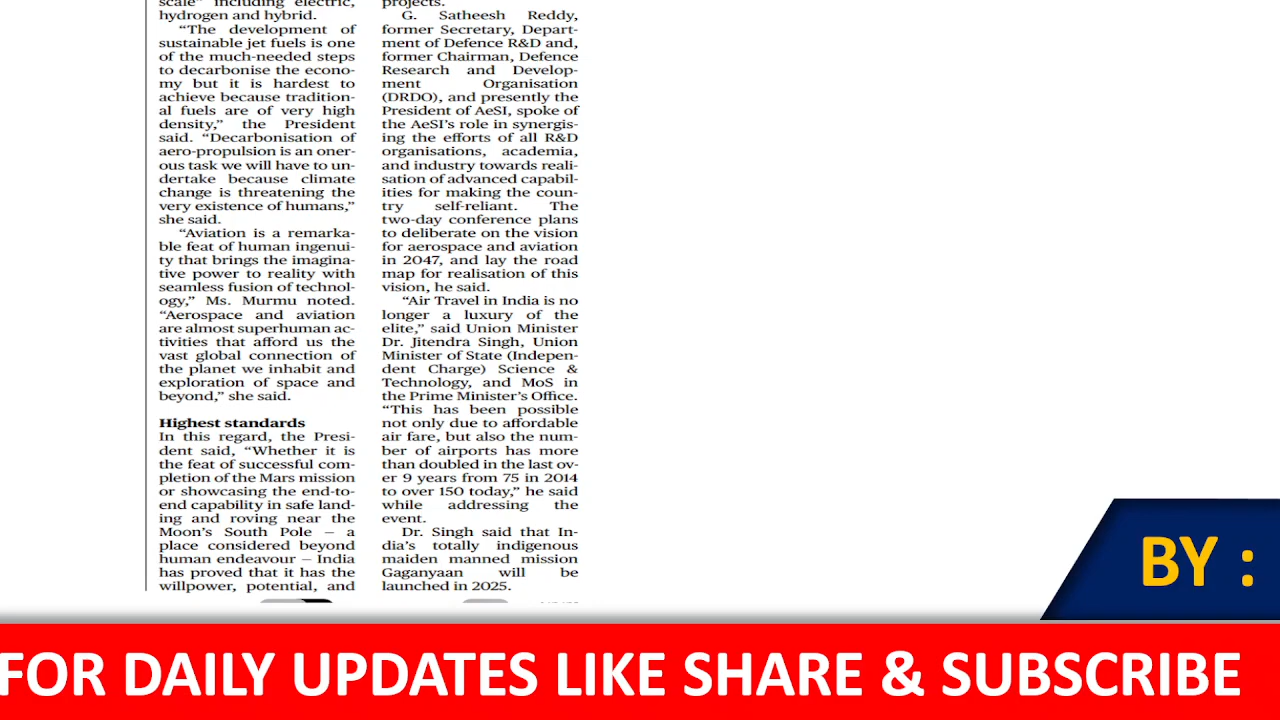 scale” including electric,
hydrogen and hybrid.
“The development of
sustainable jet fuels is one
of the much-needed steps
to decarbonise the econo-
my but it is hardest to
achieve because tradition-
al fuels are of very high
density,” the President
said. “Decarbonisation of
aero-propulsion is an oner-
ous task we will have to un-
dertake because climate
change is threatening the
very existence of humans,”
she said.
“Aviation is a remarka-
ble feat of human ingenui-
ty that brings the imagina-
tive power to reality with
seamless fusion of technol-
ogy,” Ms. Murmu noted.
“Aerospace and aviation
are almost superhuman ac-
tivities that afford us the
vast global connection of
the planet we inhabit and
exploration of space and
beyond,” she said.
Highest standards
In this regard, the Presi-
dent said, “Whether it is
the feat of successful com-
pletion of the Mars mission
or showcasing the end-to-
end capability in safe land-
ing and roving near the
Moon’s South Pole — a
place considered beyond
human endeavour — India
has proved that it has the
willpower, potential, and
projects.
G. Satheesh Reddy,
former Secretary, Depart-
ment of Defence R&D and,
former Chairman, Defence
Research and Develop-
ment Organisation
(DRDO), and presently the
President of AeSI, spoke of
the AeSI’s role in synergis-
ing the efforts of all R&D
organisations, academia,
and industry towards reali-
sation of advanced capabil-
ities for making the coun-
try self-reliant. The
two-day conference plans
to deliberate on the vision
for aerospace and aviation
in 2047, and lay the road
map for realisation of this
vision, he said.
“Air Travel in India is no
longer a luxury of the
elite,” said Union Minister
Dr. Jitendra Singh, Union
Minister of State (Indepen-
dent Charge) Science &
Technology, and MoS in
the Prime Minister’s Office.
“This has been possible
not only due to affordable
air fare, but also the num-
ber of airports has more
than doubled in the last ov-
er 9 years from 75 in 2014
to over 150 today,” he said
while addressing the
event.
Dr. Singh said that In-
dia’s totally indigenous
maiden manned mission
Gaganyaan will be
launched in 2025.
BY :
FOR DAILY UPDATES LIKE SHARE & SUBSCRIBE